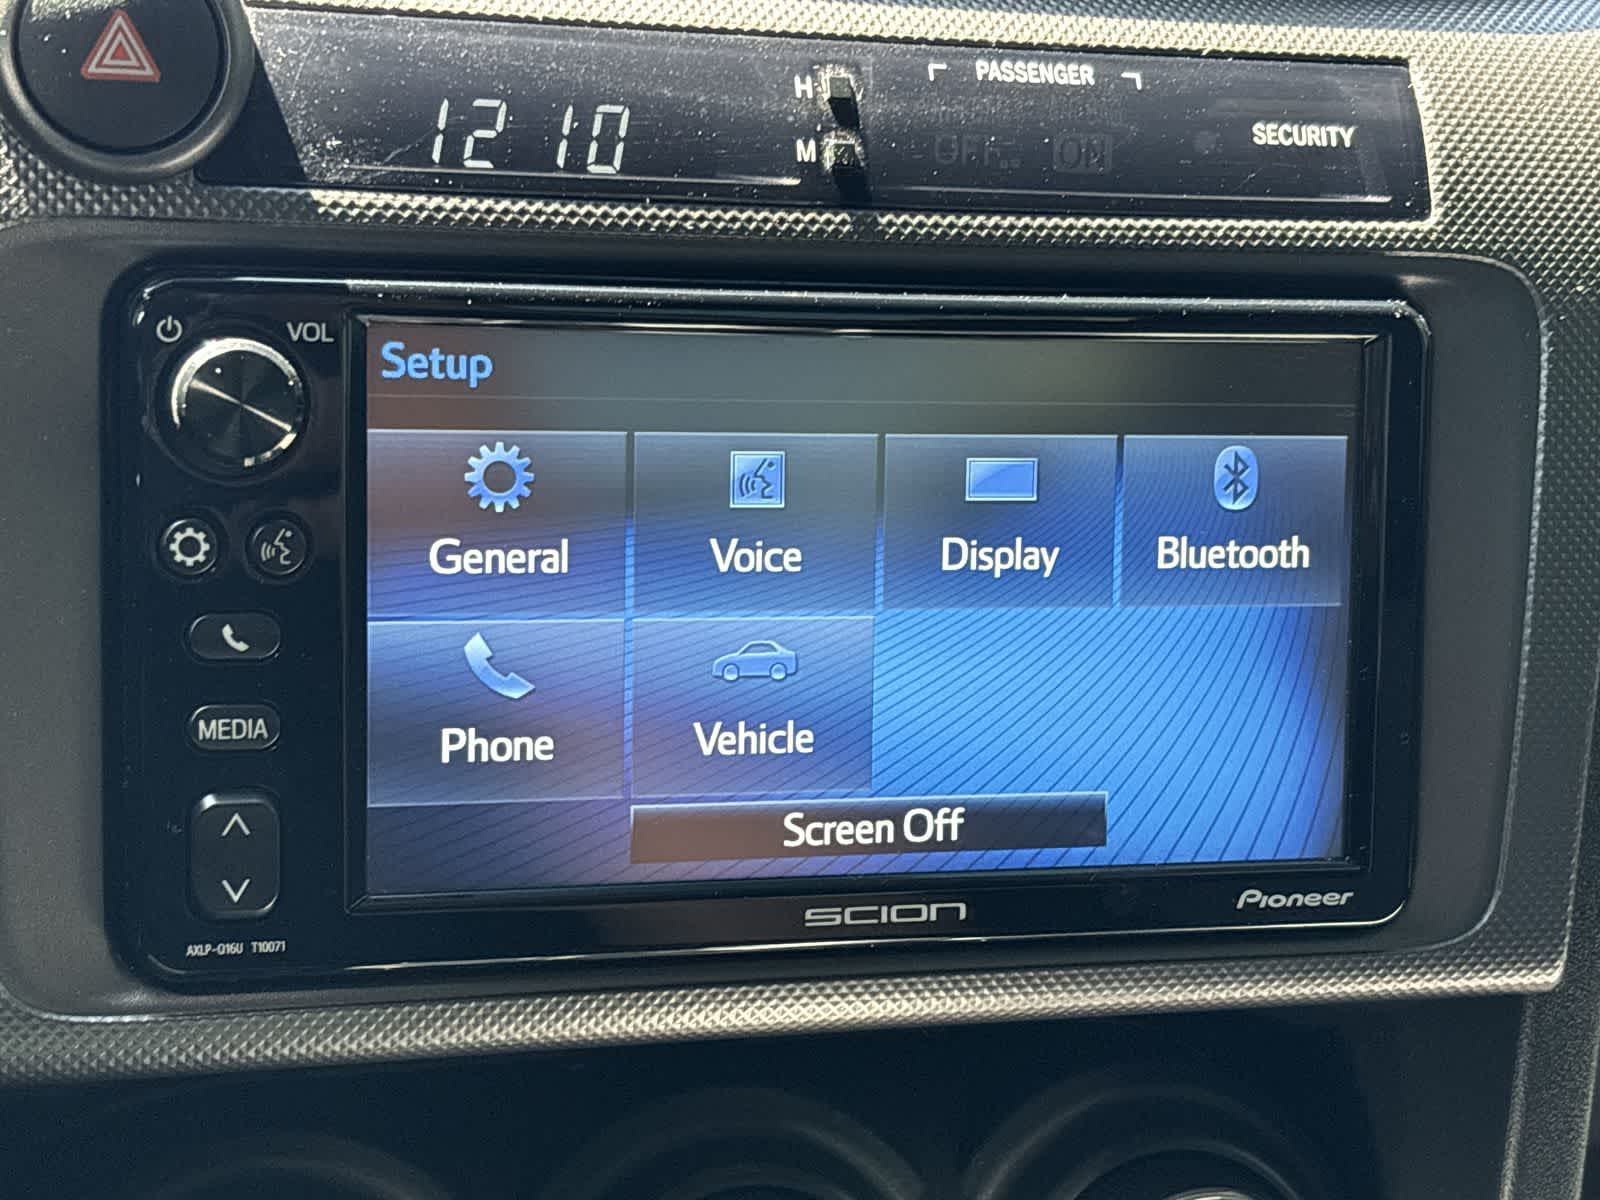 PASSENGER
H
12 10
M
OFF
ON
SECURITY
VOL
Setup
General
Voice
Display
Bluetooth
Phone
Vehicle
MEDIA
Screen Off
SCION
Pioneer
AXLP-Q16U T10071